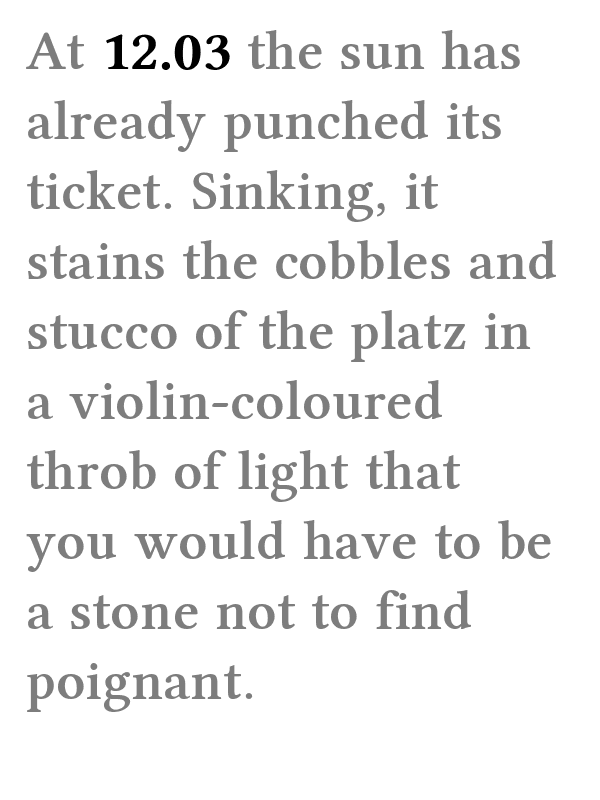 At 12.03 the sun has
already punched its
ticket. Sinking, it
stains the cobbles and
stucco of the platz in
a violin-coloured
throb of light that
you would have to be
a stone not to find
poignant.